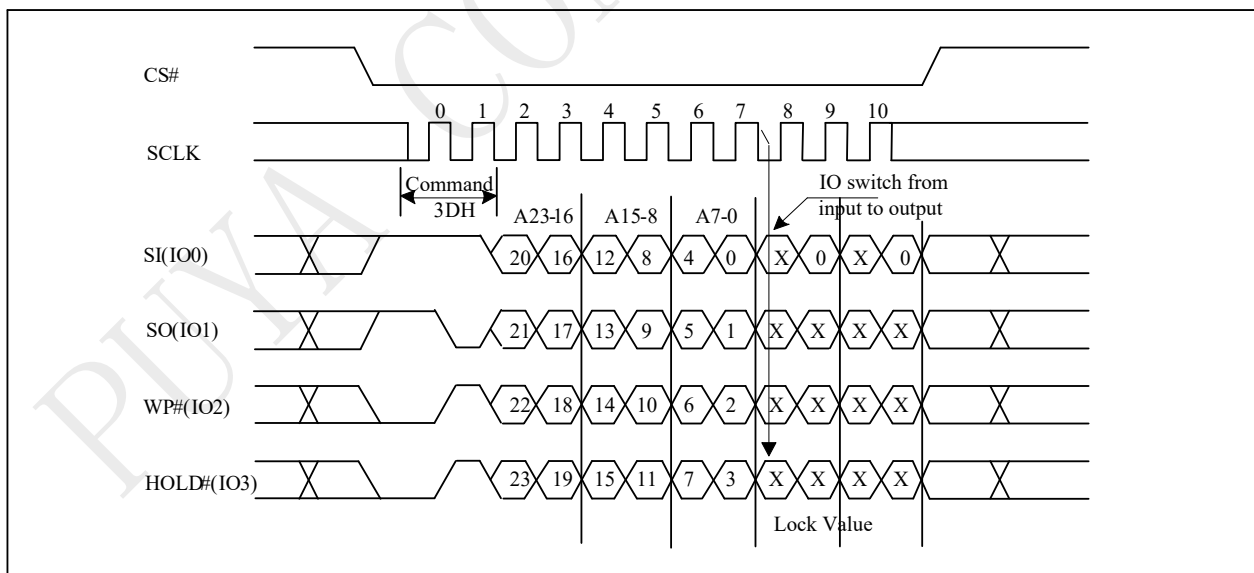 PUYA CON
CS#
0 1 2 3 4 5 6 7 8 9 10
SCLK
Command
3DH
IO switch from
input to output
A23-16 A15-8 A7-0
SI(IO0) 20 16 12 8 4 0 X 0 X 0
SO(IO1) 21 17 13 9 5 1 X X X X
WP#(IO2) 22 18 14 10 6 2 X X X X
HOLD#(IO3) 23 19 15 11 7 3 X X X X
Lock Value